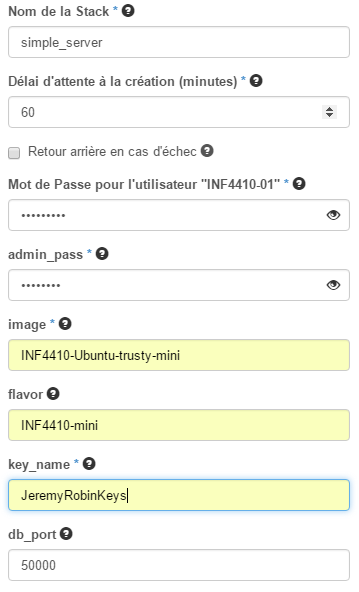 Nom de la Stack *
simple_server
Délai d'attente à la création (minutes) *
60
Retour arrière en cas d'échec
Mot de Passe pour l'utilisateur "INF4410-01" *
•••••••••
admin_pass *
••••••••
image *
INF4410-Ubuntu-trusty-mini
flavor
INF4410-mini
key_name *
JeremyRobinKeys
db_port
50000